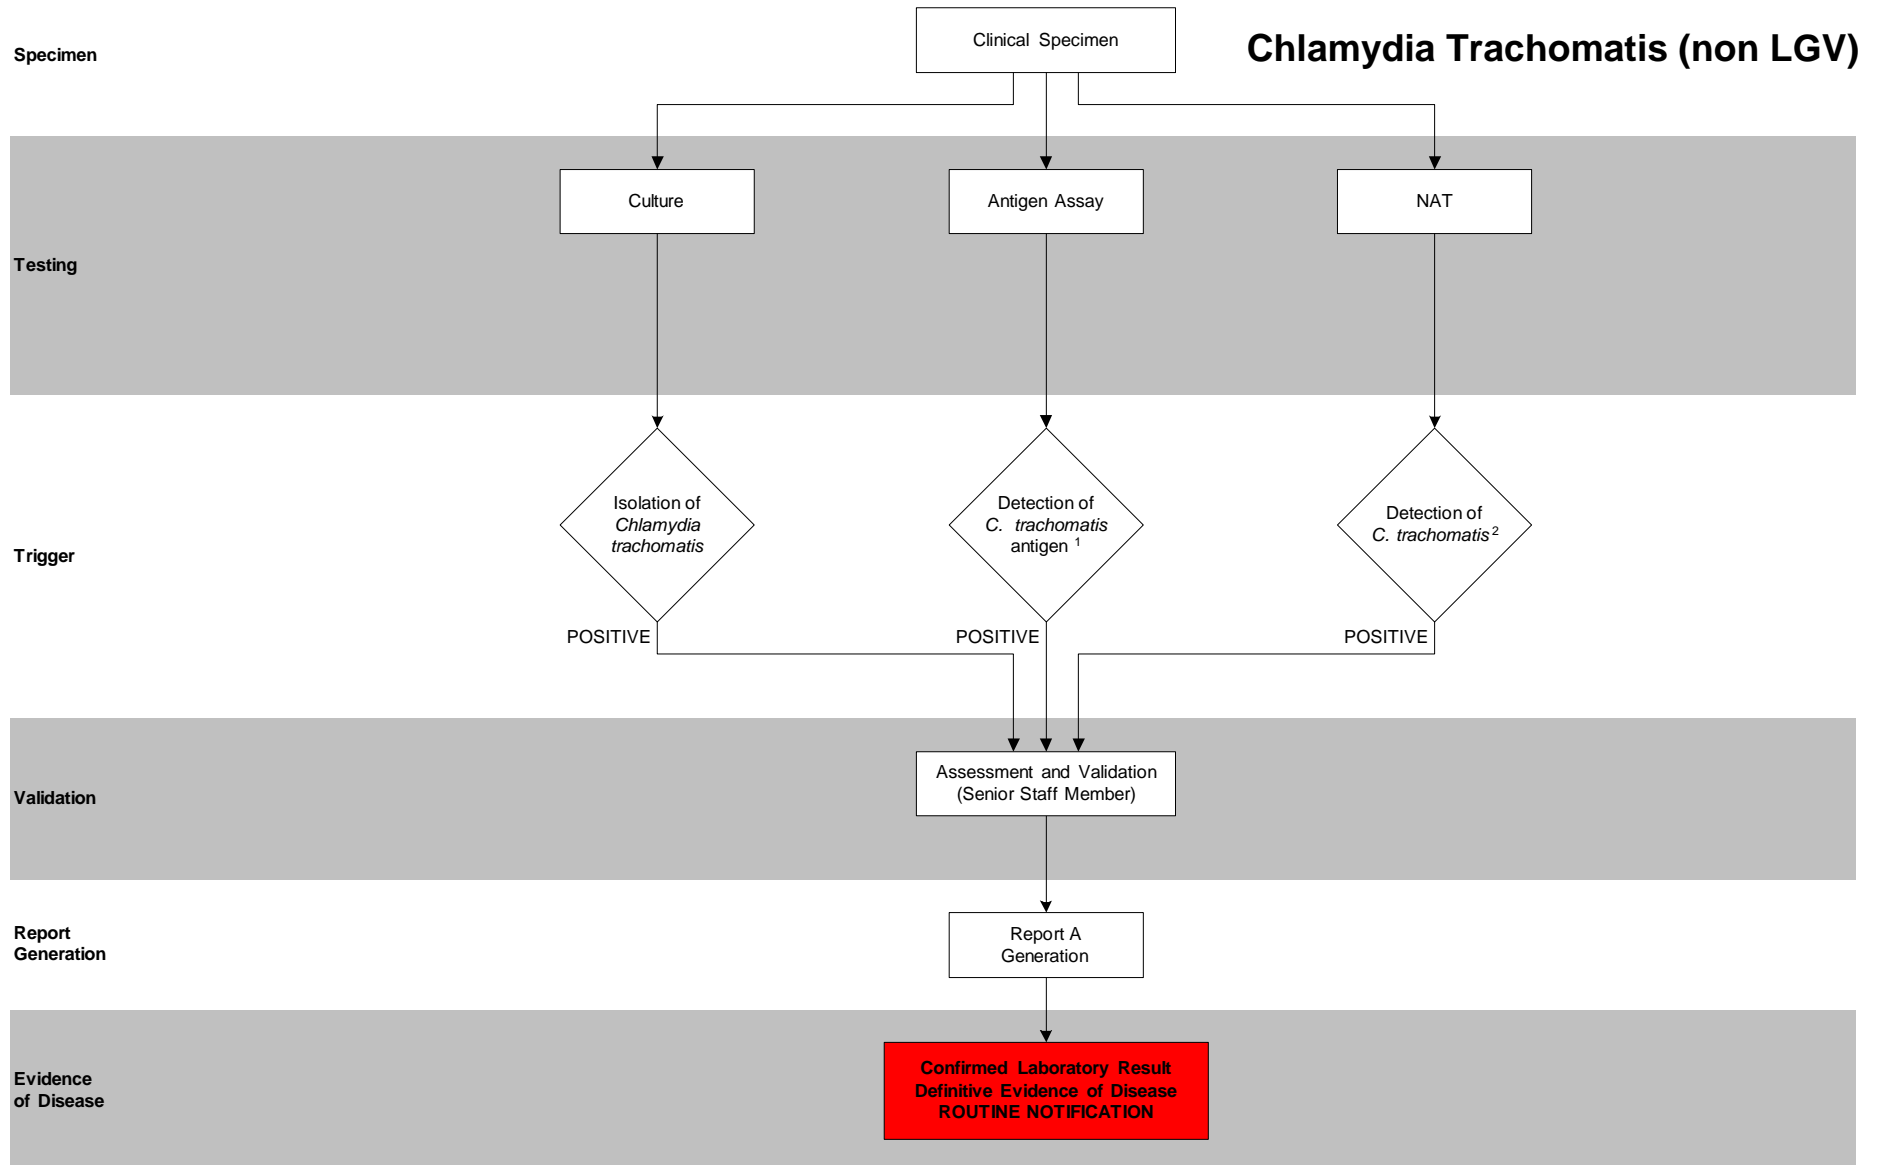 Specimen
Clinical Specimen
Chlamydia Trachomatis (non LGV)
Testing
Culture
Antigen Assay
NAT
Trigger
Isolation of
Chlamydia
trachomatis
Detection of
C. trachomatis
antigen 1
Detection of
C. trachomatis 2
POSITIVE
POSITIVE
POSITIVE
Validation
Assessment and Validation
(Senior Staff Member)
Report
Generation
Report A
Generation
Evidence
of Disease
Confirmed Laboratory Result
Definitive Evidence of Disease
ROUTINE NOTIFICATION